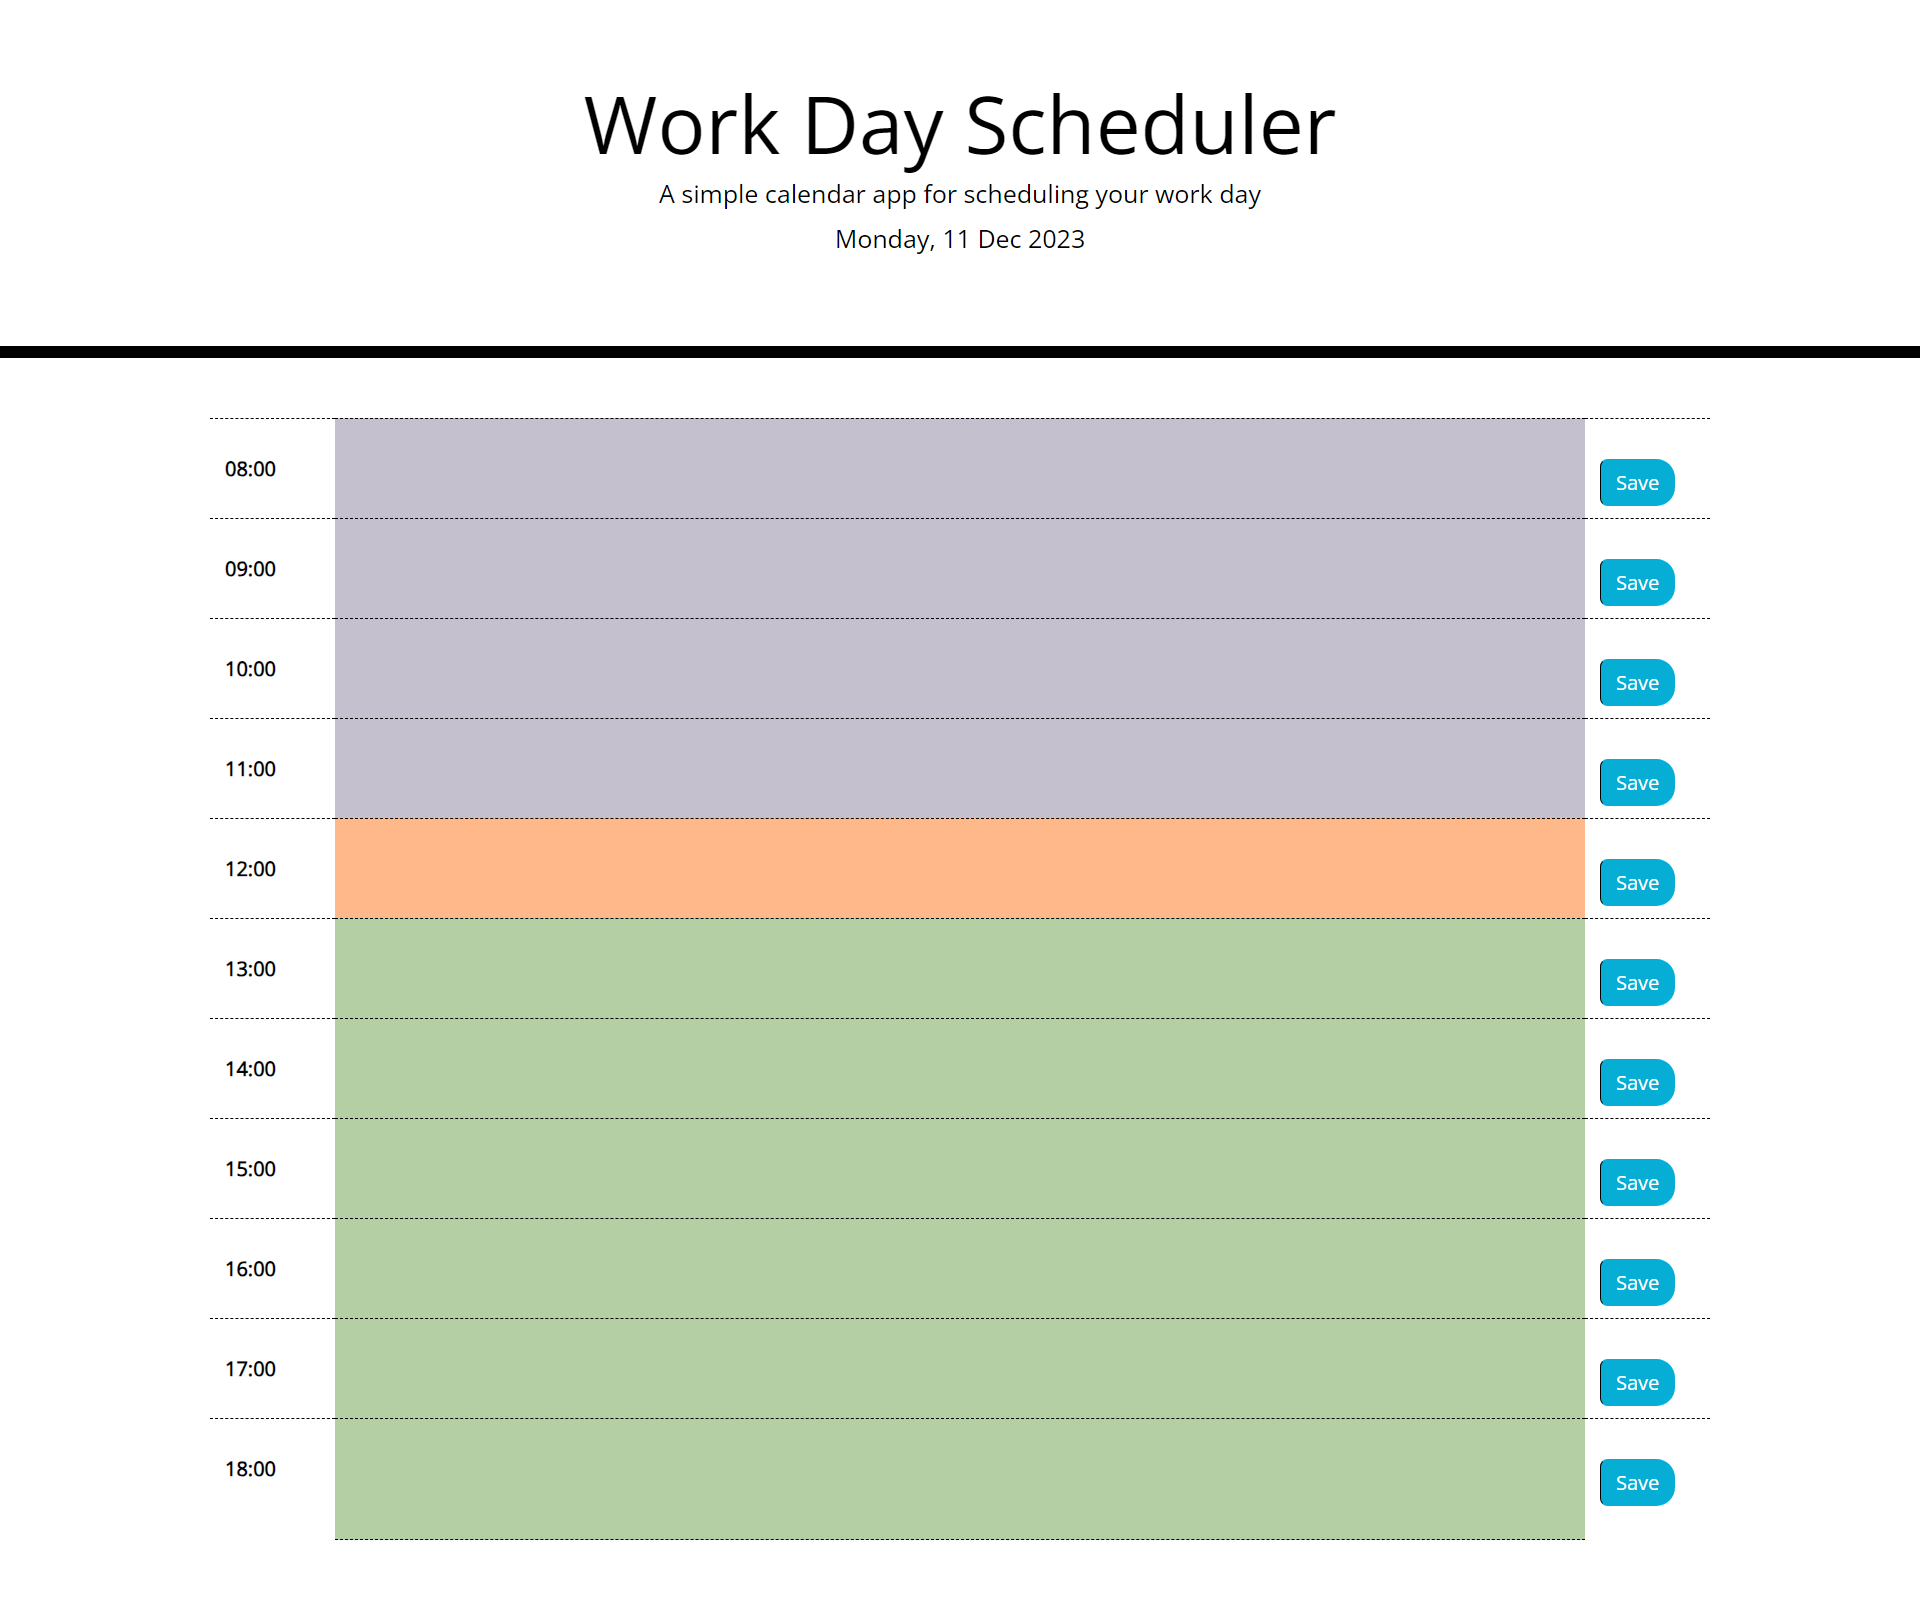 Work Day Scheduler
A simple calendar app for scheduling your work day
Monday, 11 Dec 2023
08:00 Save
09:00 Save
10:00 Save
11:00 Save
12:00 Save
13:00 Save
14:00 Save
15:00 Save
16:00 Save
17:00 Save
18:00 Save